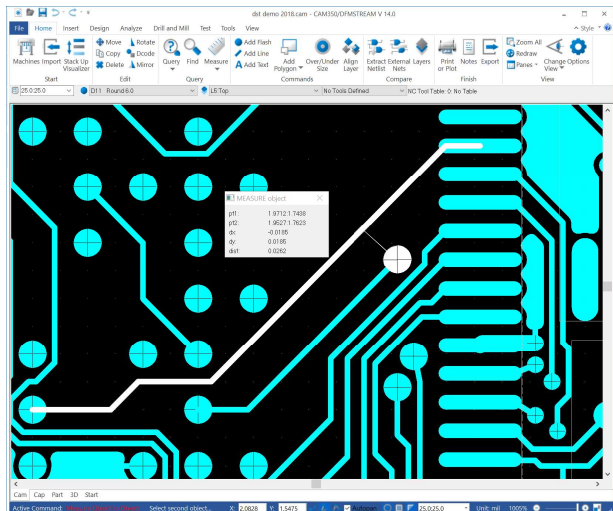 dst demo 2018.cam - CAM350/DFMSTREAM V 14.0
File Home Insert Design Analyze Drill and Mill Test Tools View Style
Machines Import Stack Up Visualizer
Move Rotate
Copy Dcode
Delete Mirror
Query Find Measure
Add Flash
Add Line
Add Text
Add Polygon
Over/Under Size
Align Layer
Extract Netlist
External Nets
Layers
Print or Plot
Notes Export
Zoom All
Redraw
Panes
Change View
Options
Start Edit Query Commands Compare Finish View
25.0:25.0 D11 Round 6.0 L5:Top No Tools Defined NC Tool Table: 0: No Table
MEASURE object
pt1: 1.9712:1.7438
pt2: 1.9527:1.7623
dx: -0.0185
dy: 0.0185
dist: 0.0262
Cam Cap Part 3D Start
Active Command: Select second object... X: 2.0828 Y: 1.5475 Autopan 25.0:25.0 Unit: mil 1005%